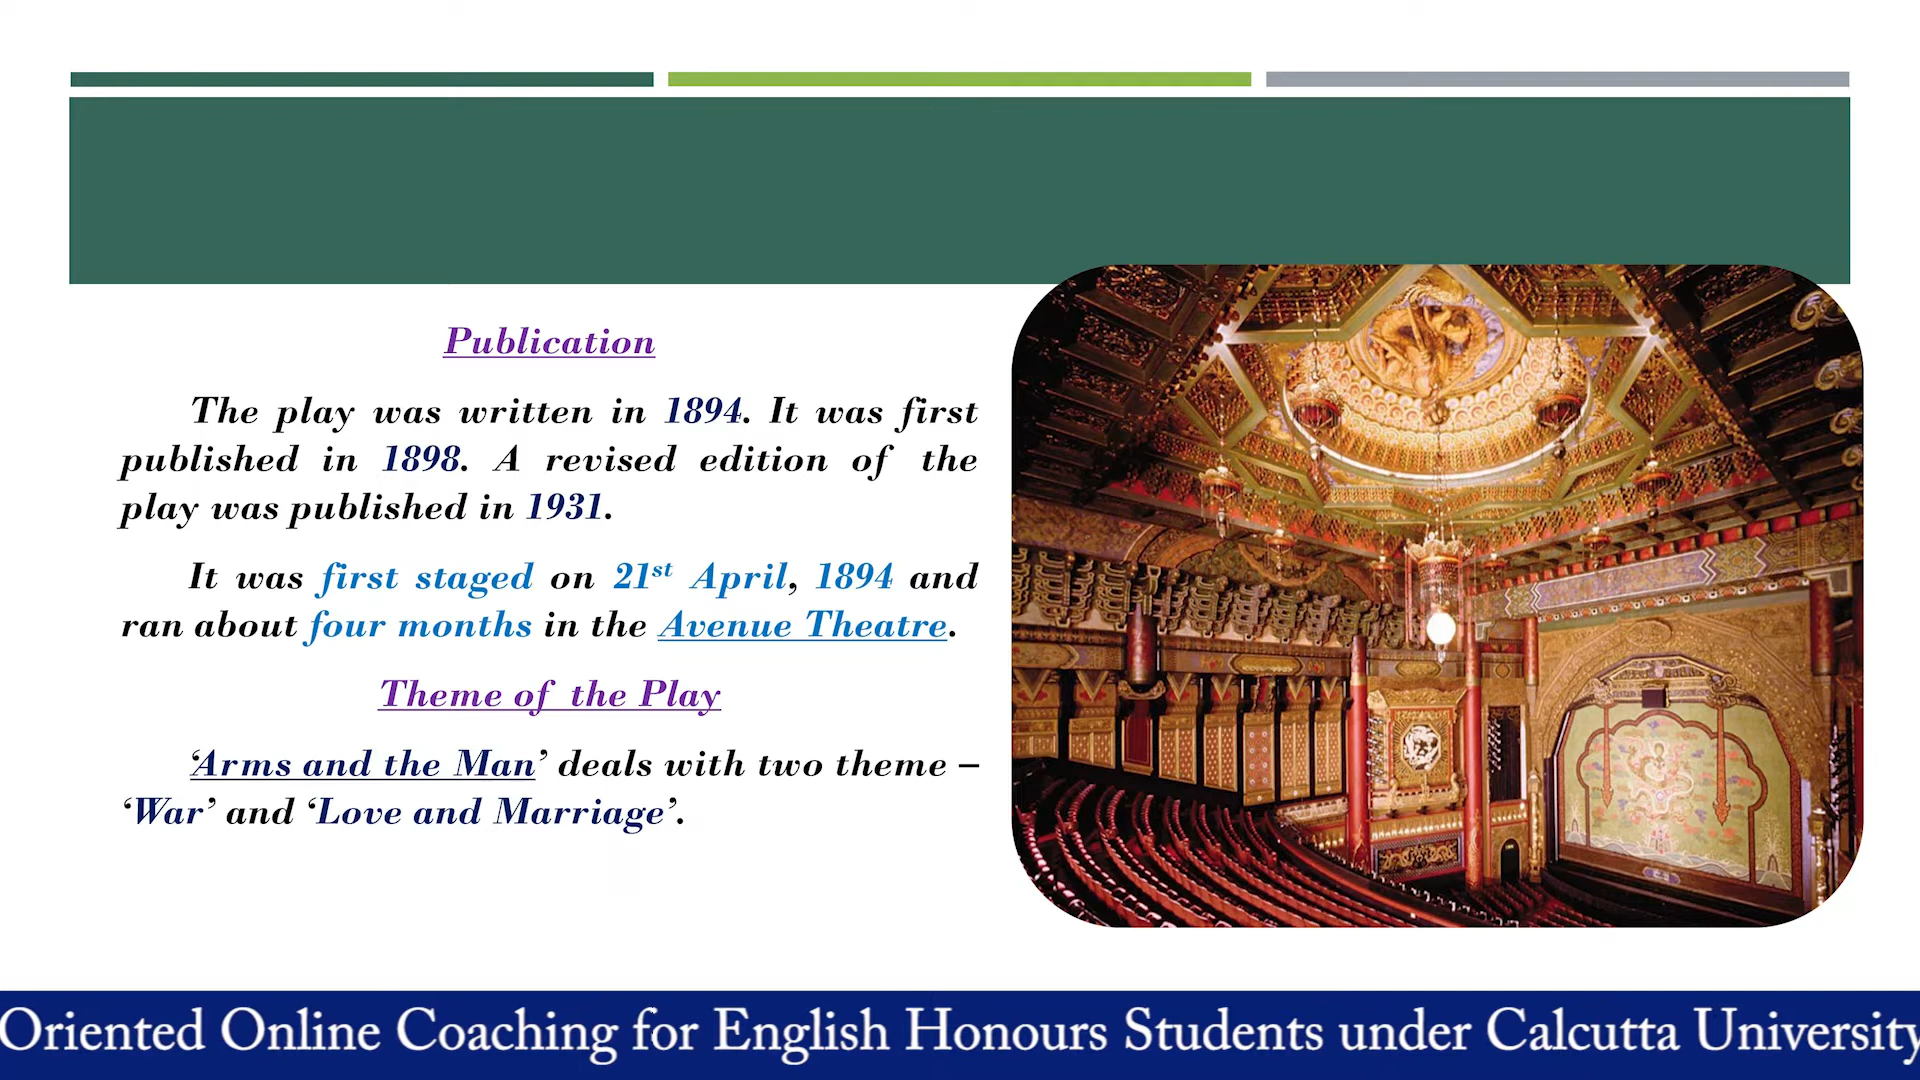 Publication
The play was written in 1894. It was first
published in 1898. A revised edition of the
play was published in 1931.
It was first staged on 21st April, 1894 and
ran about four months in the Avenue Theatre.
Theme of the Play
‘Arms and the Man’ deals with two theme –
‘War’ and ‘Love and Marriage’.
Oriented Online Coaching for English Honours Students under Calcutta University